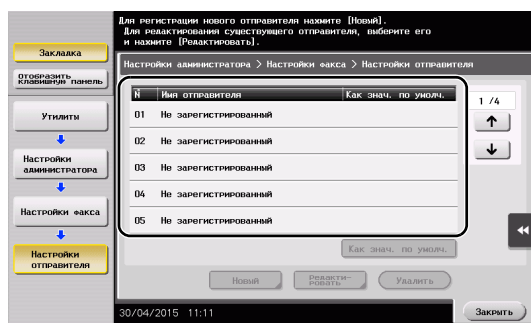 Для регистрации нового отправителя нажмите [Новый].
Для редактирования существующего отправителя, выберите его
и нажмите [Редактировать].
Закладка
Отобразить
клавишную панель
Настройки администратора > Настройки факса > Настройки отправителя
N Имя отправителя Как знач. по умолч.
1 /4
01 Не зарегистрированный
02 Не зарегистрированный
03 Не зарегистрированный
04 Не зарегистрированный
05 Не зарегистрированный
Утилиты
Настройки
администратора
Настройки факса
Настройки
отправителя
Как знач. по умолч.
Новый
Редакти-
ровать
Удалить
30/04/2015 11:11
Закрыть